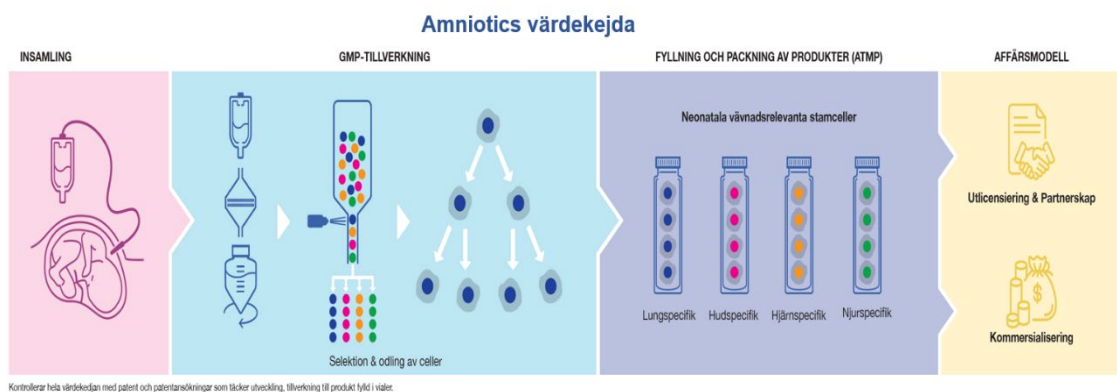 Amniotics värdekejda
INSAMLING
GMP-TILLVERKNING
FYLLNING OCH PACKNING AV PRODUKTER (ATMP)
AFFÄRSMODELL
Neonatala vävnadsrelevanta stamceller
Utlicensiering & Partnerskap
Lungspecifik
Hudspecifik
Hjärnspecifik
Njurspecifik
$
Kommersialisering
Selektion & odling av celler
Kontrollerar hela värdekedjan med patent och patentansökningar som täcker utveckling, tillverkning till produkt fylld i vialer.